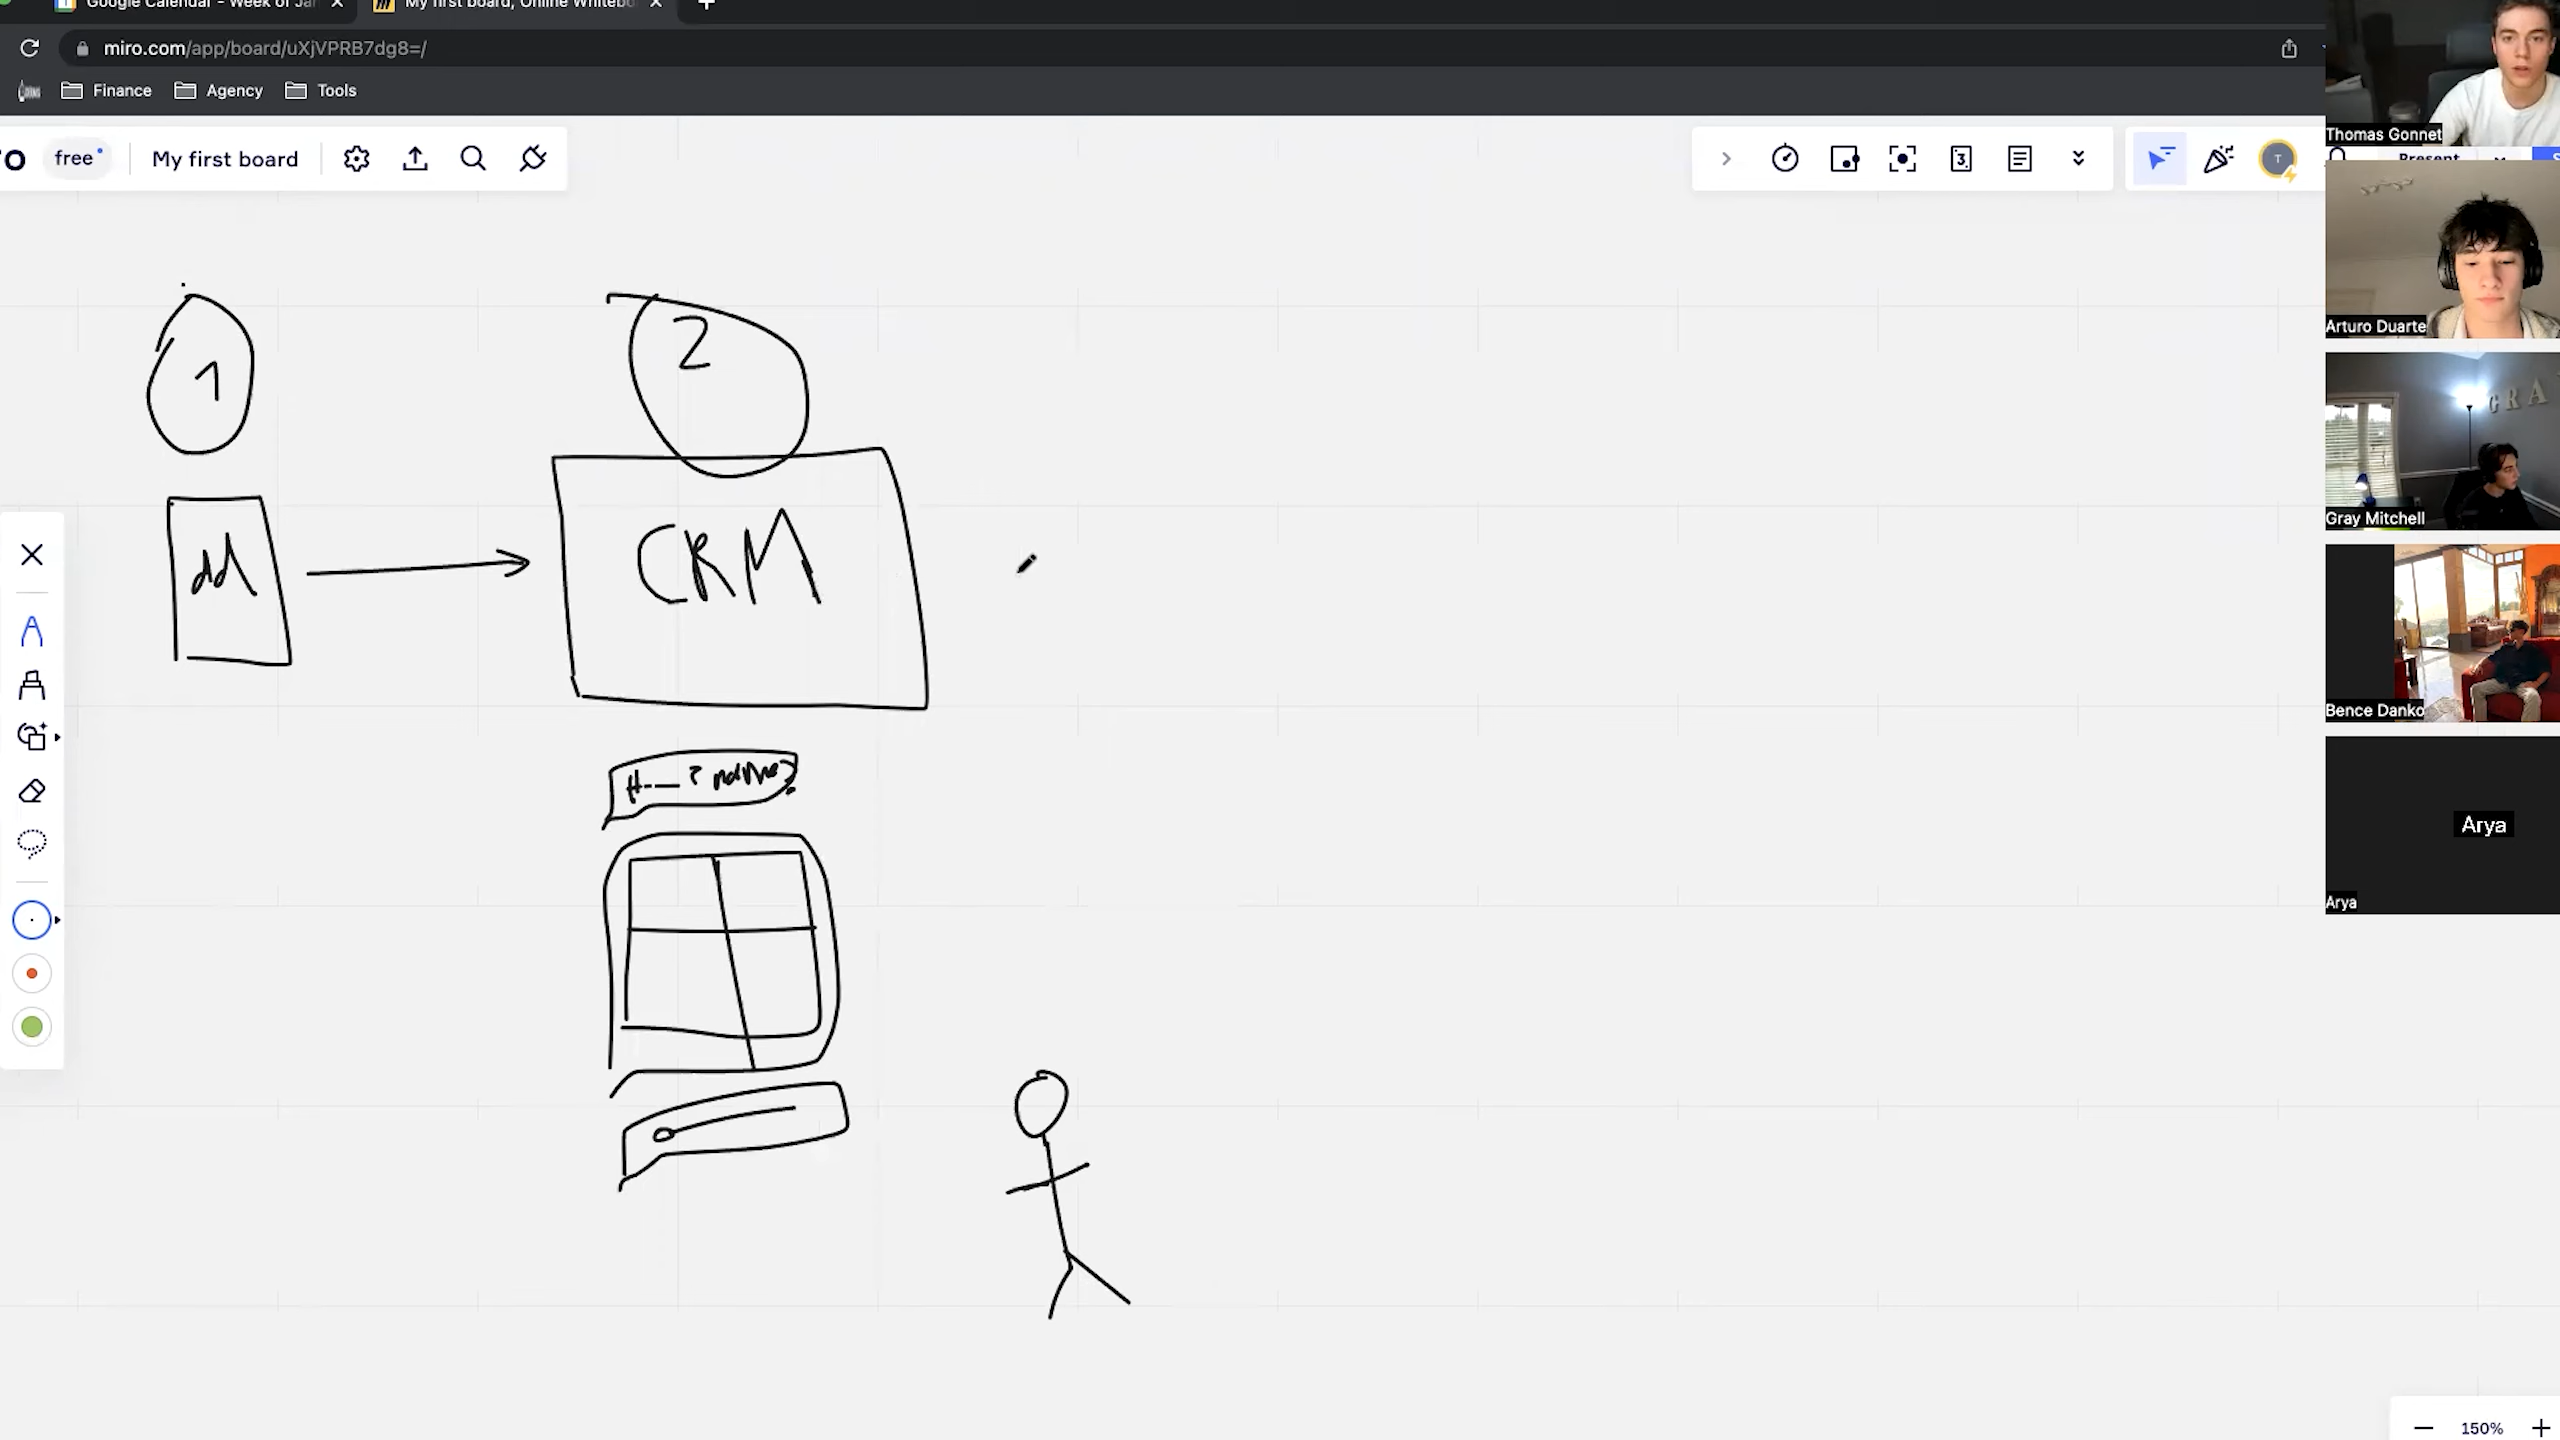 Google Calendar - Week of Ja
My first board, Online Whitebo
miro.com/app/board/uXjVPRB7dg8=/
Finance
Agency
Tools
free
My first board
Present
Thomas Gonnet
Arturo Duarte
GRA
Gray Mitchell
Bence Danko
Arya
Arya
1
2
CRM
150%